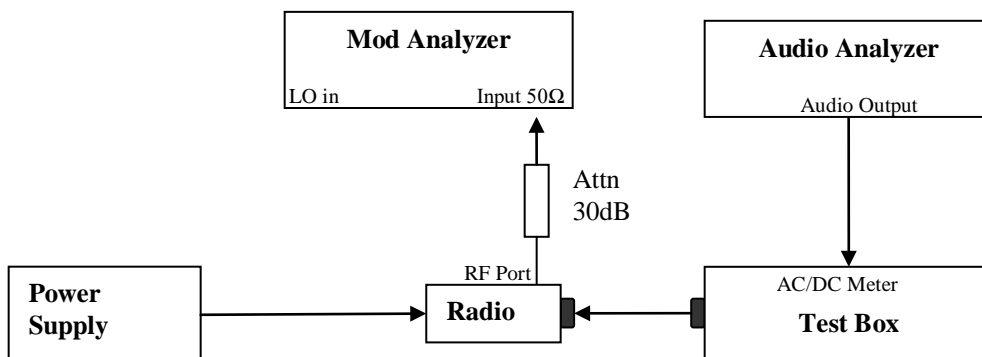 Mod Analyzer
LO in
Input 50Ω
Audio Analyzer
Audio Output
Attn
30dB
RF Port
Power
Supply
Radio
AC/DC Meter
Test Box